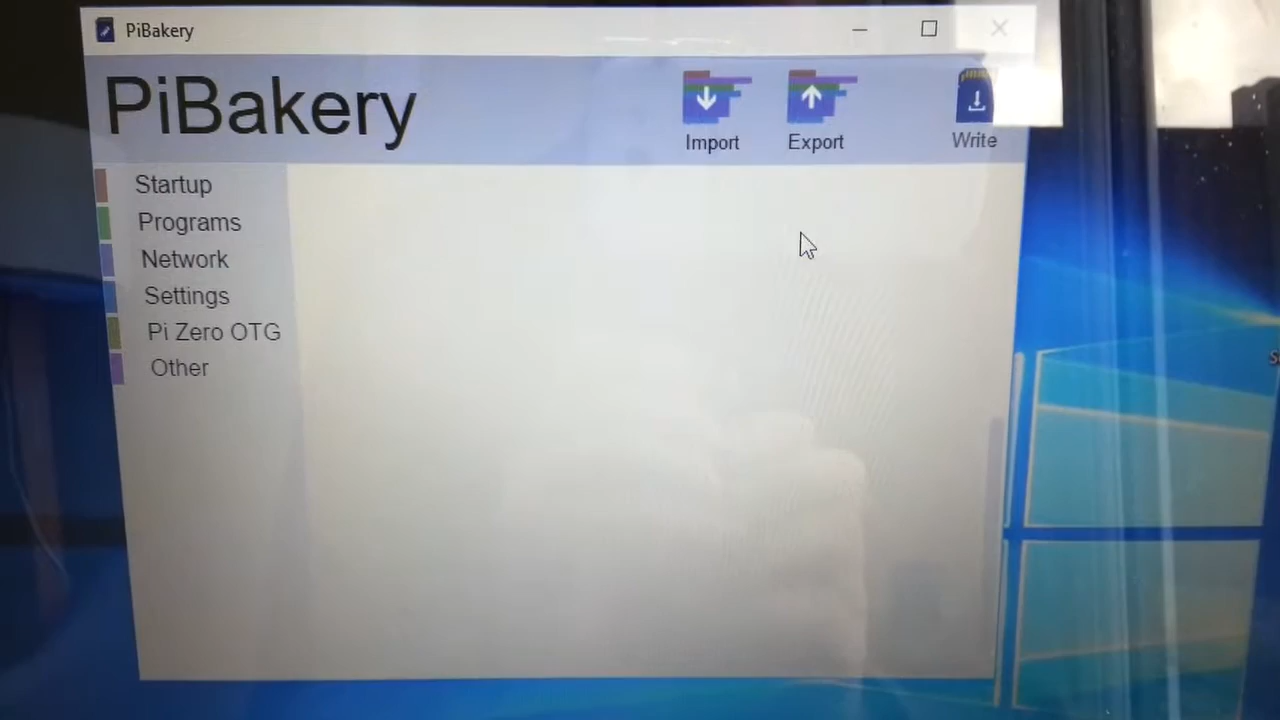 PiBakery
PiBakery
Import
Export
Write
Startup
Programs
Network
Settings
Pi Zero OTG
Other